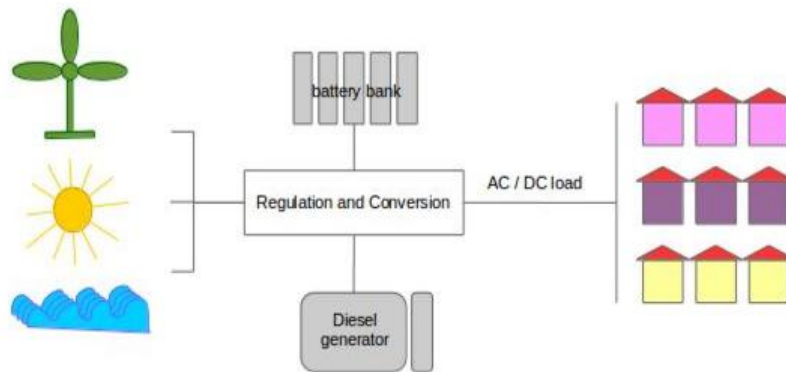 battery bank
Regulation and Conversion
AC / DC load
Diesel
generator